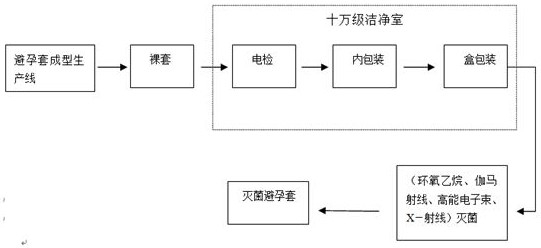 十万级洁净室
避孕套成型生
产线
裸套
电检
内包装
盒包装
（环氧乙烷、伽马
射线、高能电子束、
X－射线）灭菌
灭菌避孕套